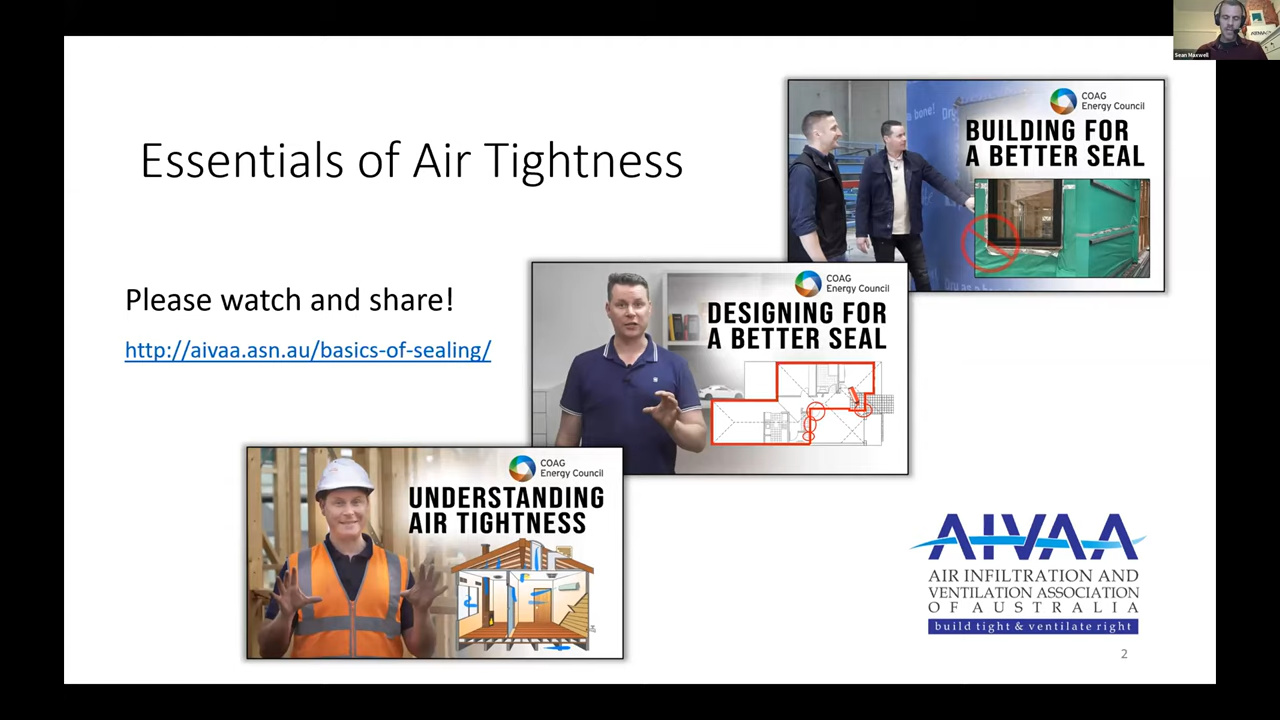 Sean Maxwell
Essentials of Air Tightness
COAG
Energy Council
BUILDING FOR
A BETTER SEAL
Please watch and share!
http://aivaa.asn.au/basics-of-sealing/
COAG
Energy Council
DESIGNING FOR
A BETTER SEAL
COAG
Energy Council
UNDERSTANDING
AIR TIGHTNESS
AIVAA
AIR INFILTRATION AND
VENTILATION ASSOCIATION
OF AUSTRALIA
build tight & ventilate right
2